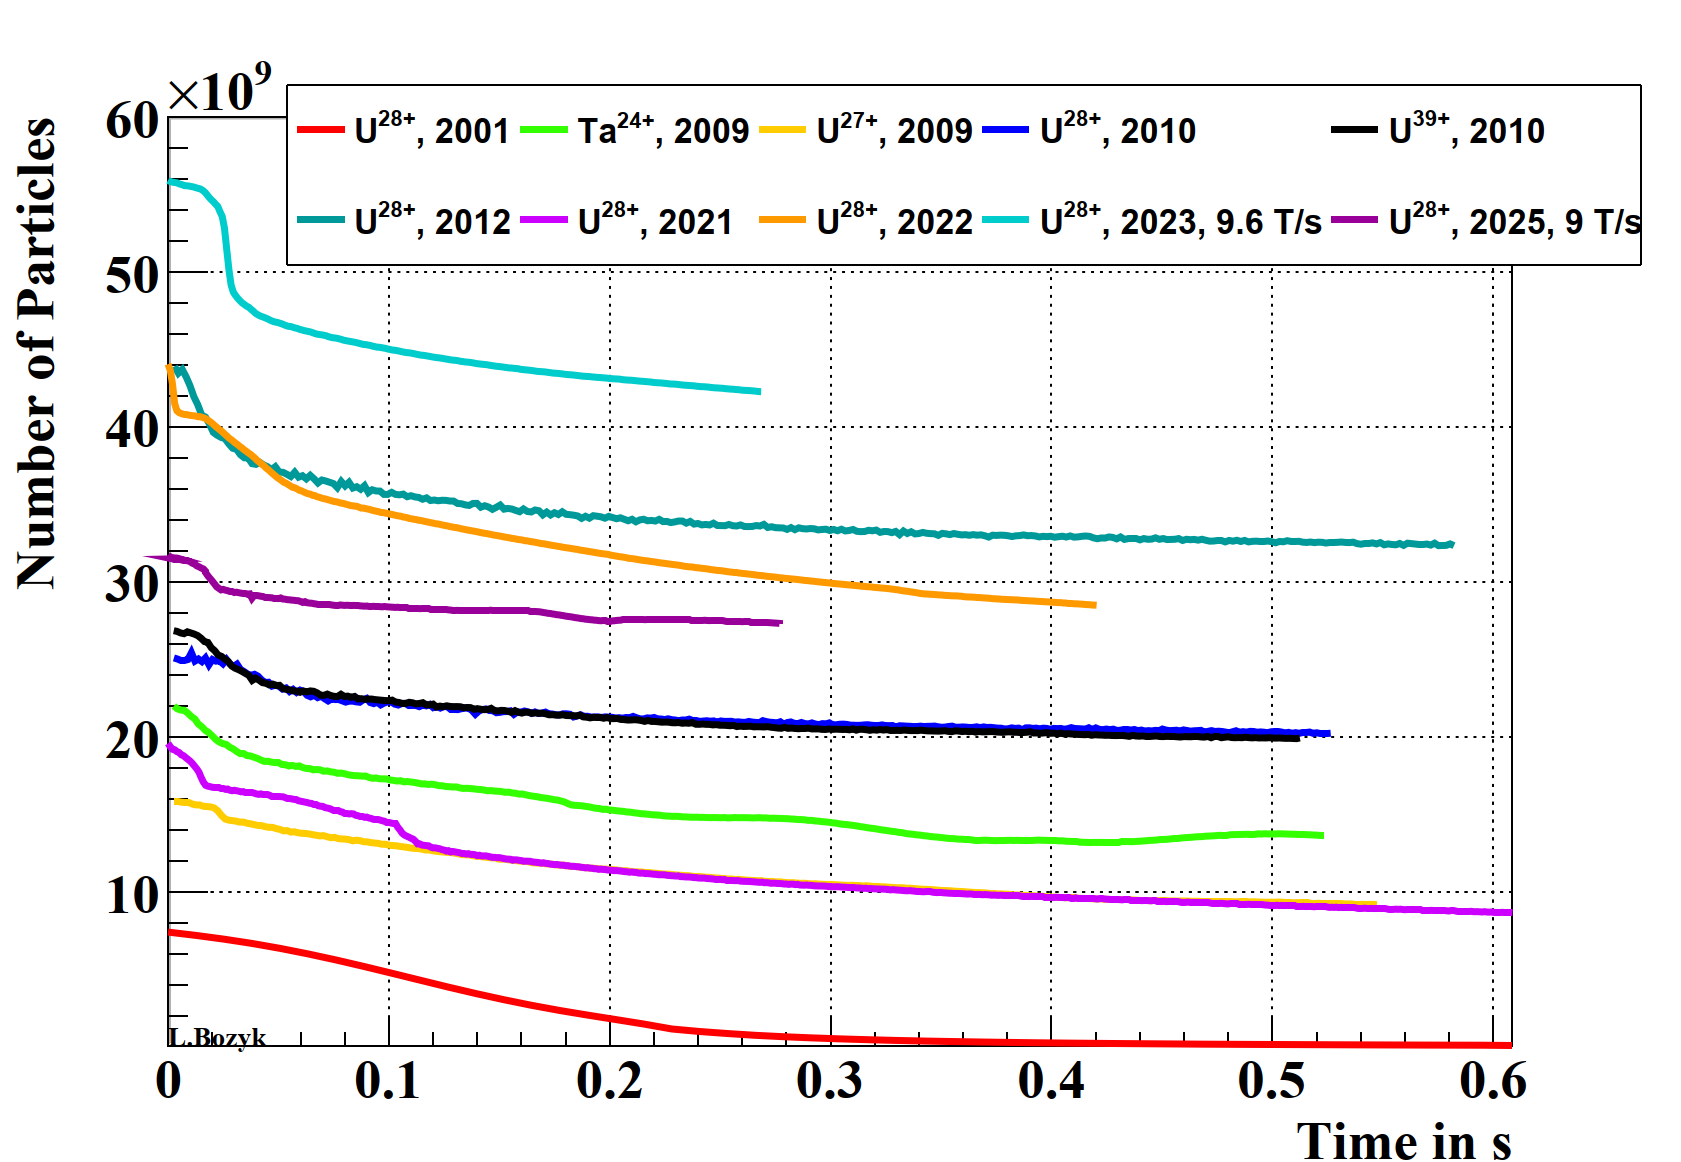 ×10⁹
60
U²⁸⁺, 2001 Ta²⁴⁺, 2009 U²⁷⁺, 2009 U²⁸⁺, 2010 U³⁹⁺, 2010
U²⁸⁺, 2012 U²⁸⁺, 2021 U²⁸⁺, 2022 U²⁸⁺, 2023, 9.6 T/s U²⁸⁺, 2025, 9 T/s
Number of Particles
50
40
30
20
10
L.Bozyk
0 0.1 0.2 0.3 0.4 0.5 0.6
Time in s